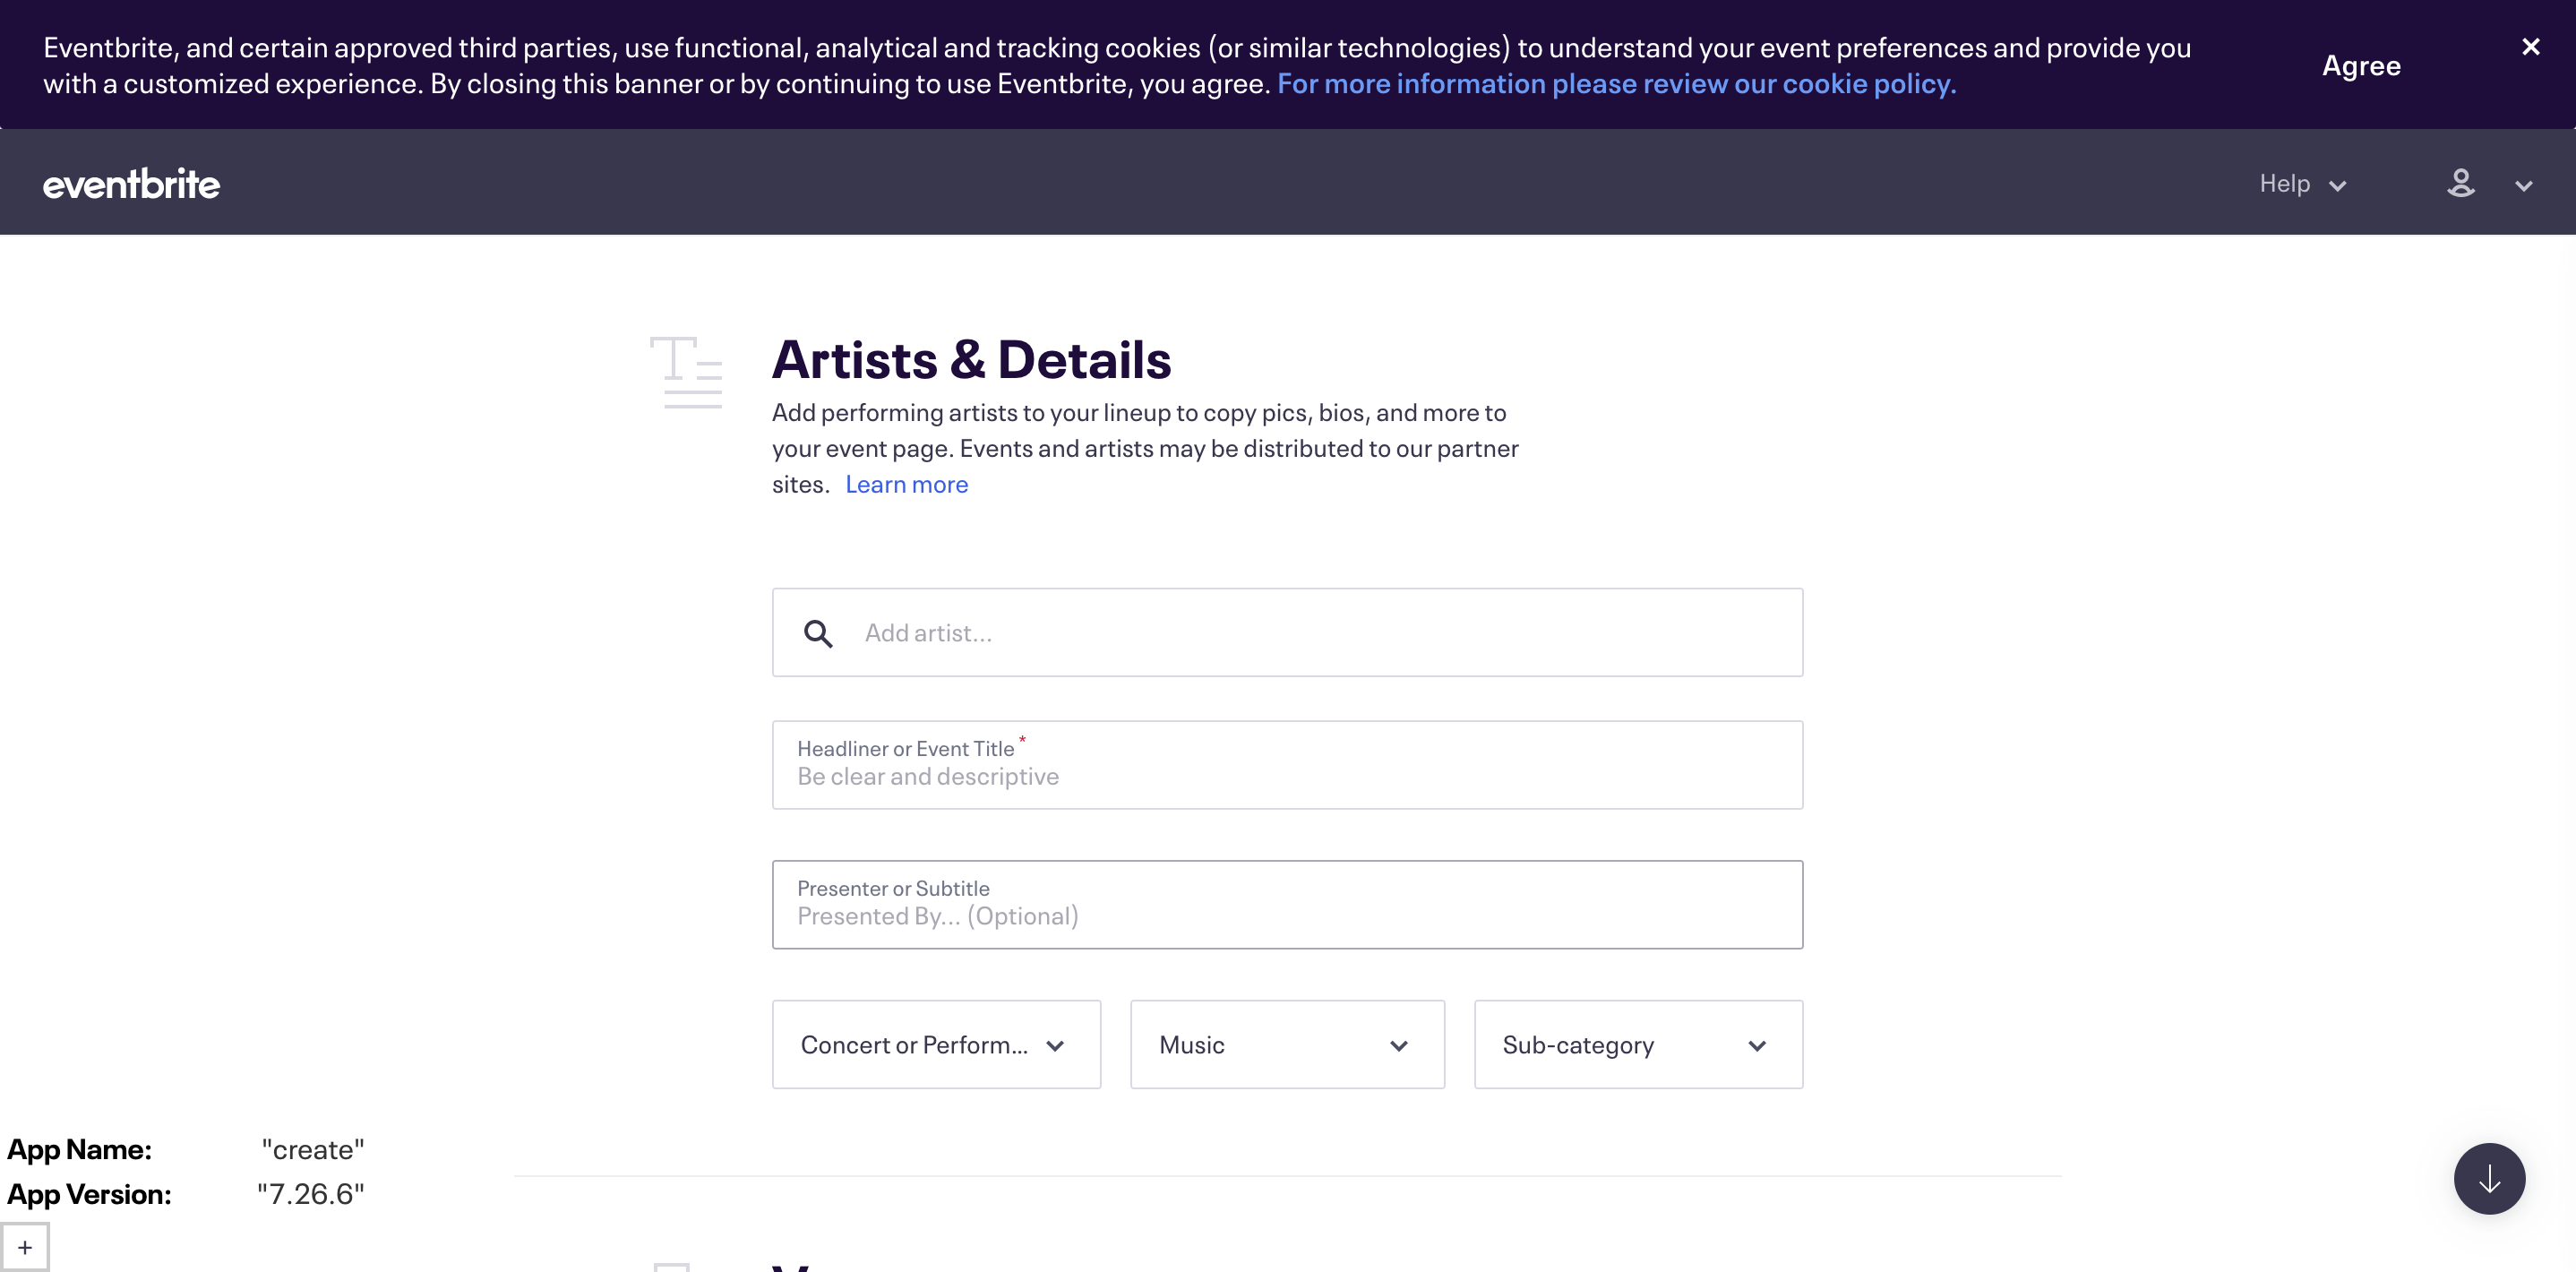 Eventbrite, and certain approved third parties, use functional, analytical and tracking cookies (or similar technologies) to understand your event preferences and provide you
with a customized experience. By closing this banner or by continuing to use Eventbrite, you agree. For more information please review our cookie policy.
Agree
eventbrite
Help
Artists & Details
Add performing artists to your lineup to copy pics, bios, and more to
your event page. Events and artists may be distributed to our partner
sites. Learn more
Add artist...
Headliner or Event Title *
Be clear and descriptive
Presenter or Subtitle
Presented By... (Optional)
Concert or Perform...
Music
Sub-category
App Name: "create"
App Version: "7.26.6"